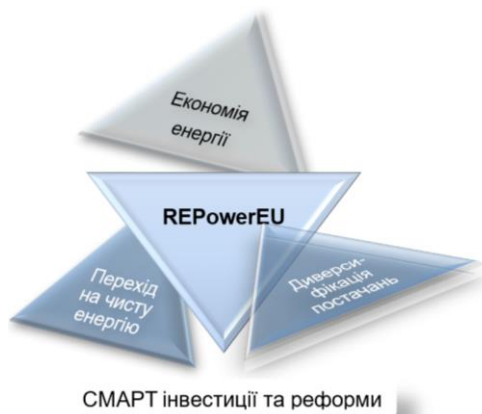 Економія
енергії
REPowerEU
Перехід
на чисту
енергію
Диверси-
фікація
постачань
СМАРТ інвестиції та реформи